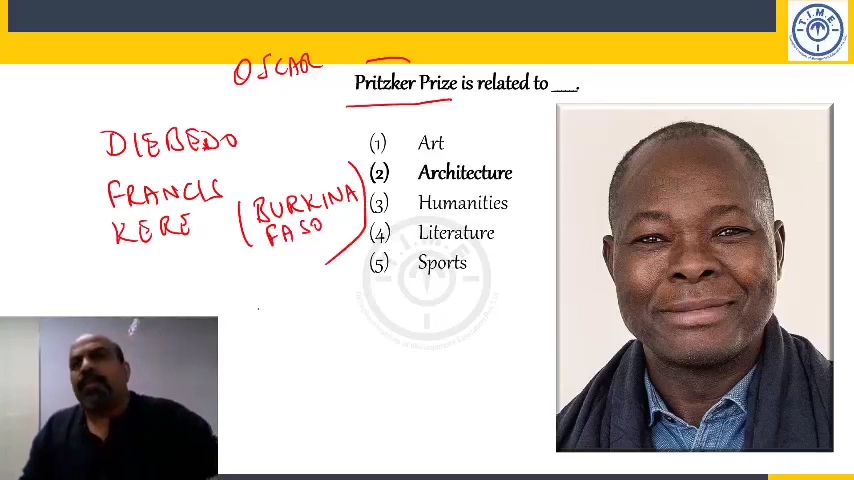 T.I.M.E.
OSCAR
Pritzker Prize is related to ___.
DIEBEDO
FRANCIS
KERE
(BURKINA
FASO)
(1) Art
(2) Architecture
(3) Humanities
(4) Literature
(5) Sports
T.I.M.E.